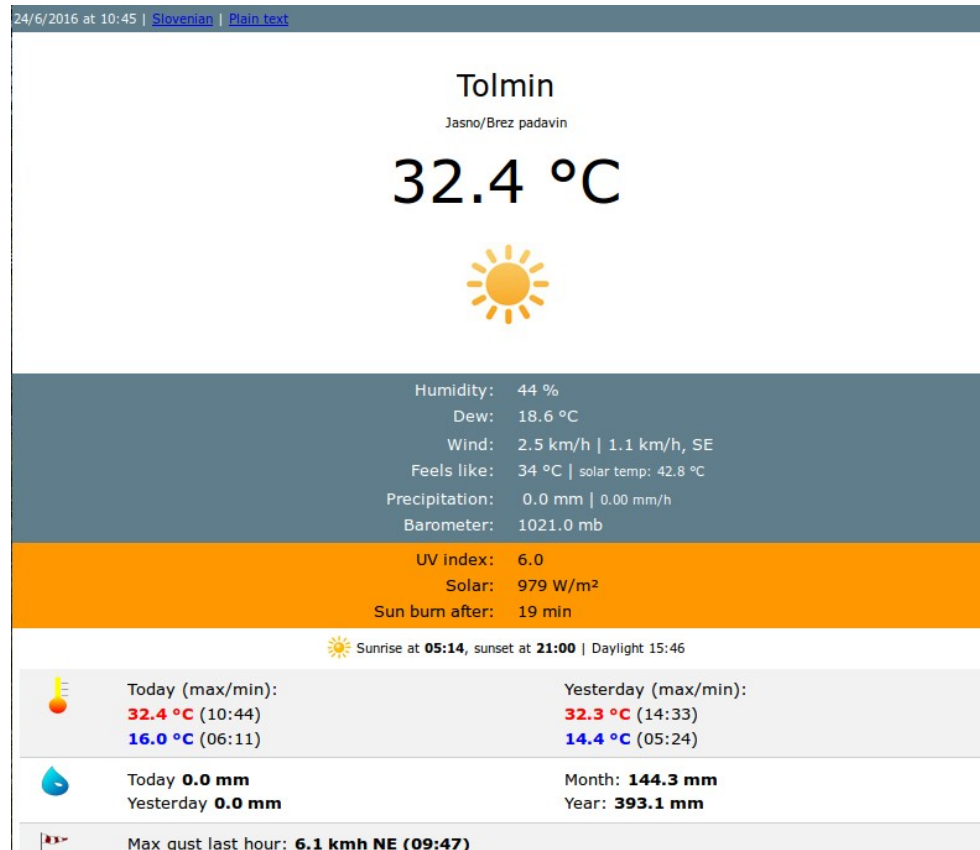 24/6/2016 at 10:45 | Slovenian | Plain text
Tolmin
Jasno/Brez padavin
32.4 °C
Humidity: 44 %
Dew: 18.6 °C
Wind: 2.5 km/h | 1.1 km/h, SE
Feels like: 34 °C | solar temp: 42.8 °C
Precipitation: 0.0 mm | 0.00 mm/h
Barometer: 1021.0 mb
UV index: 6.0
Solar: 979 W/m²
Sun burn after: 19 min
Sunrise at 05:14, sunset at 21:00 | Daylight 15:46
Today (max/min):
32.4 °C (10:44)
16.0 °C (06:11)
Yesterday (max/min):
32.3 °C (14:33)
14.4 °C (05:24)
Today 0.0 mm
Yesterday 0.0 mm
Month: 144.3 mm
Year: 393.1 mm
Max gust last hour: 6.1 kmh NE (09:47)